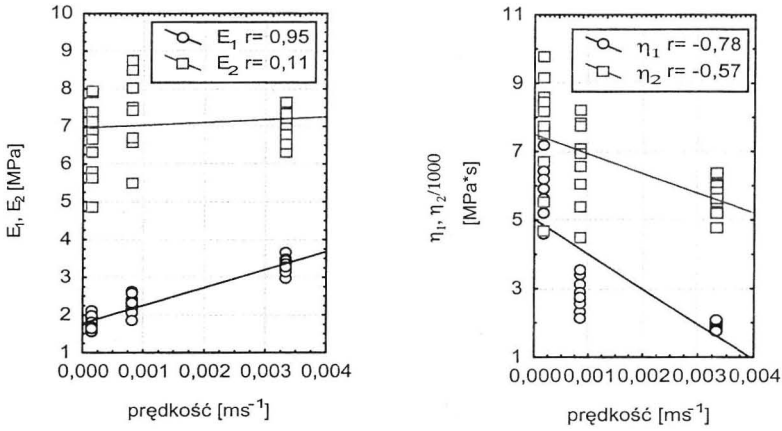 10
9
8
7
6
5
4
3
2
1
E₁, E₂ [MPa]
E₁ r= 0,95
E₂ r= 0,11
0,000 0,001 0,002 0,003 0,004
prędkość [ms⁻¹]
11
9
7
5
3
1
η₁, η₂/1000
[MPa*s]
η₁ r= -0,78
η₂ r= -0,57
0,0000,0010,0020,0030,004
prędkość [ms⁻¹]